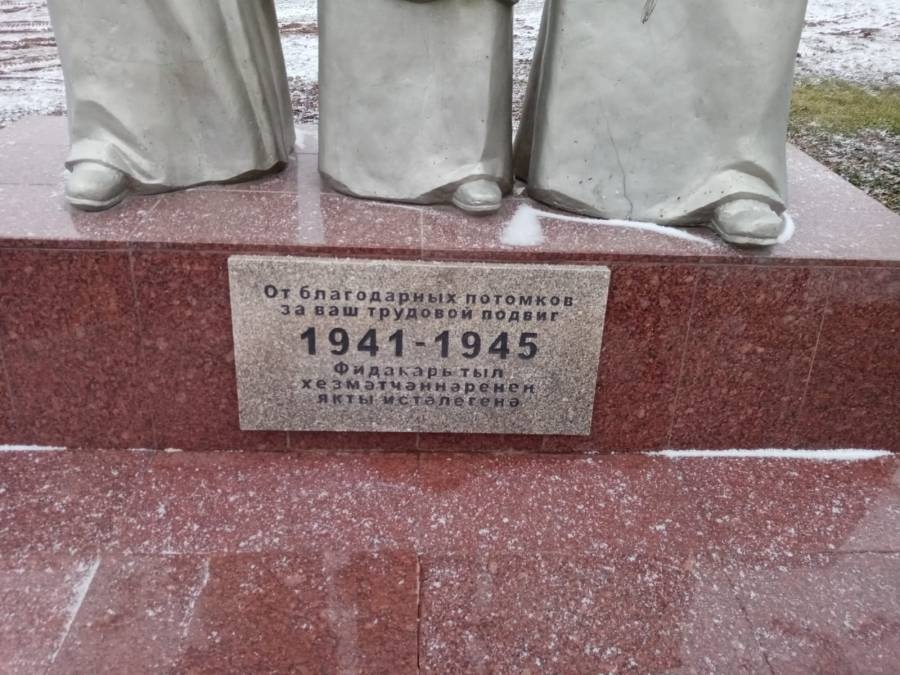 От благодарных потомков
за ваш трудовой подвиг
1941-1945
Фидакарь тыл
хезмәтчәннәренең
якты истәлегенә